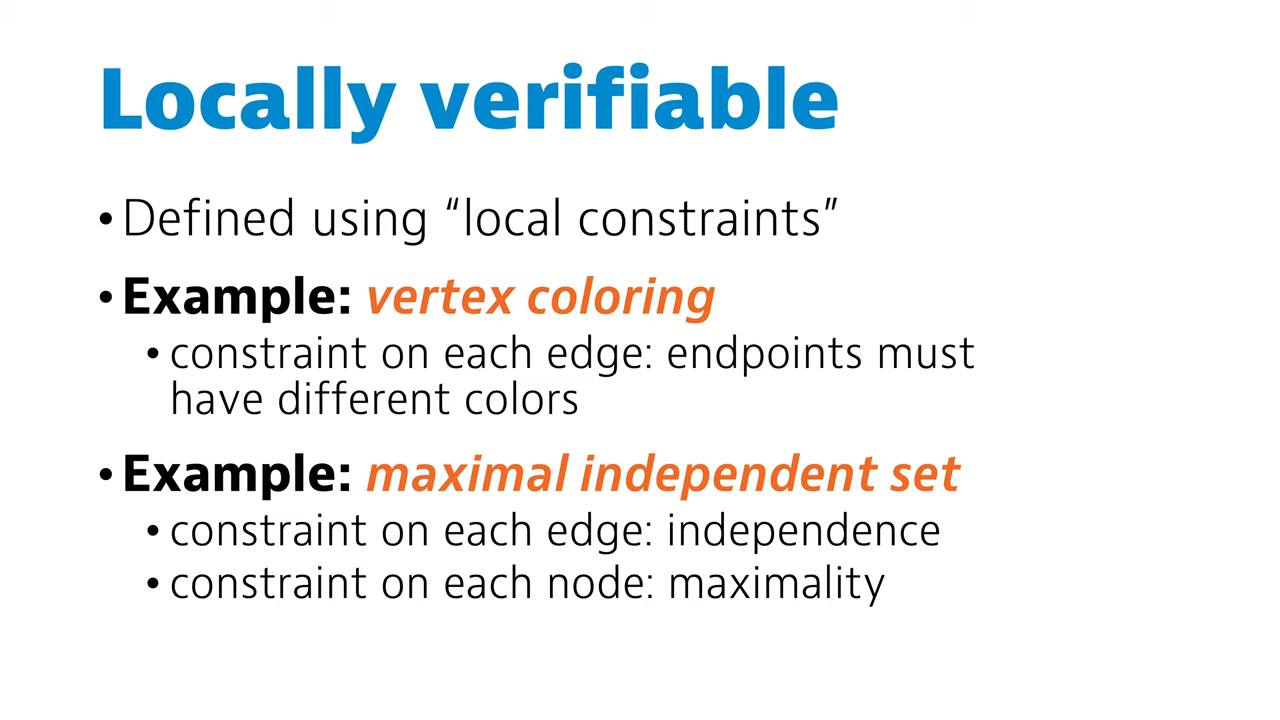 Locally verifiable
• Defined using “local constraints”
• Example: vertex coloring
• constraint on each edge: endpoints must
have different colors
• Example: maximal independent set
• constraint on each edge: independence
• constraint on each node: maximality